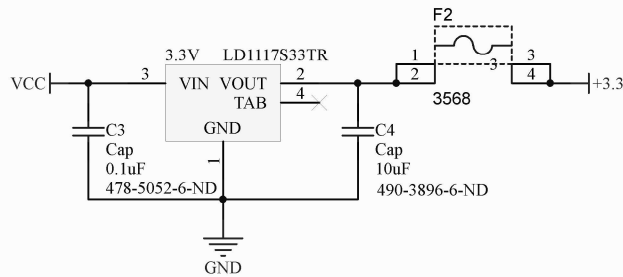 F2
3.3V LD1117S33TR
1 3
3
VCC 3 VIN VOUT 2 2 4 +3.3
TAB 4
3568
GND
C3
Cap
0.1uF
478-5052-6-ND
1
C4
Cap
10uF
490-3896-6-ND
GND